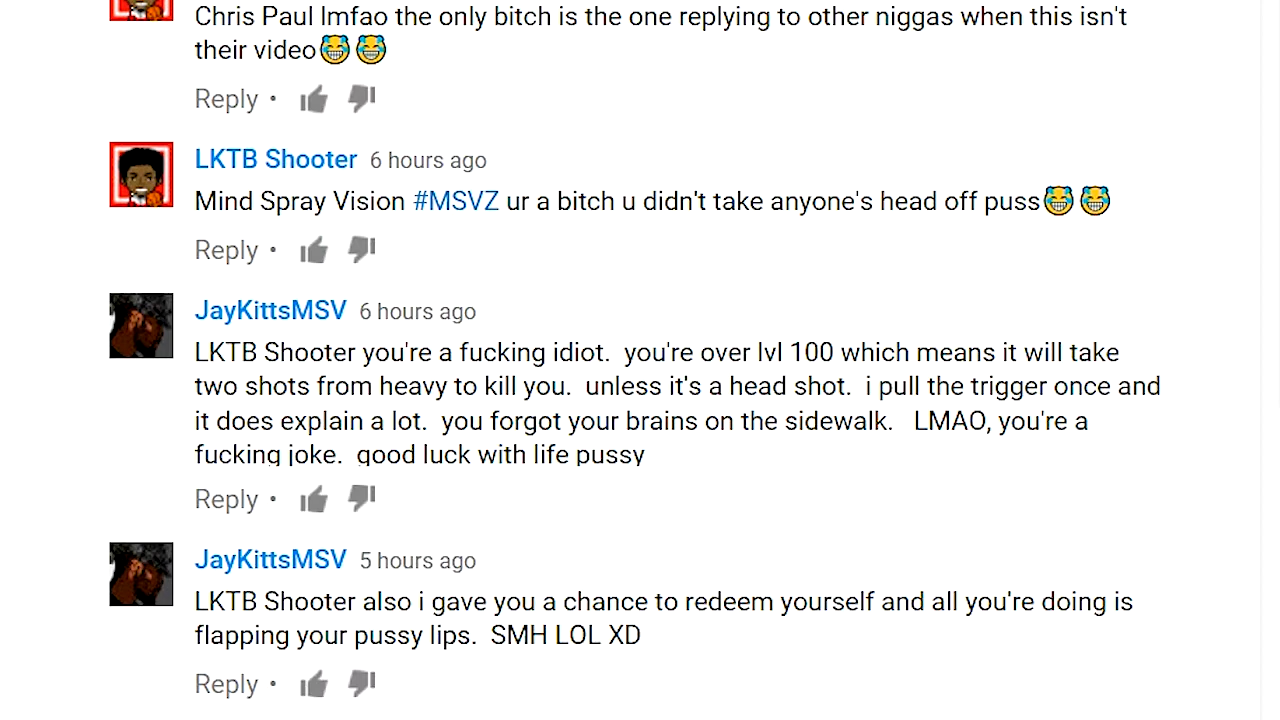 Chris Paul lmfao the only bitch is the one replying to other niggas when this isn't
their video😂😂
Reply •
LKTB Shooter 6 hours ago
Mind Spray Vision #MSVZ ur a bitch u didn't take anyone's head off puss😂😂
Reply •
JayKittsMSV 6 hours ago
LKTB Shooter you're a fucking idiot.  you're over lvl 100 which means it will take
two shots from heavy to kill you.  unless it's a head shot.  i pull the trigger once and
it does explain a lot.  you forgot your brains on the sidewalk.   LMAO, you're a
fucking joke.  good luck with life pussy
Reply •
JayKittsMSV 5 hours ago
LKTB Shooter also i gave you a chance to redeem yourself and all you're doing is
flapping your pussy lips.  SMH LOL XD
Reply •